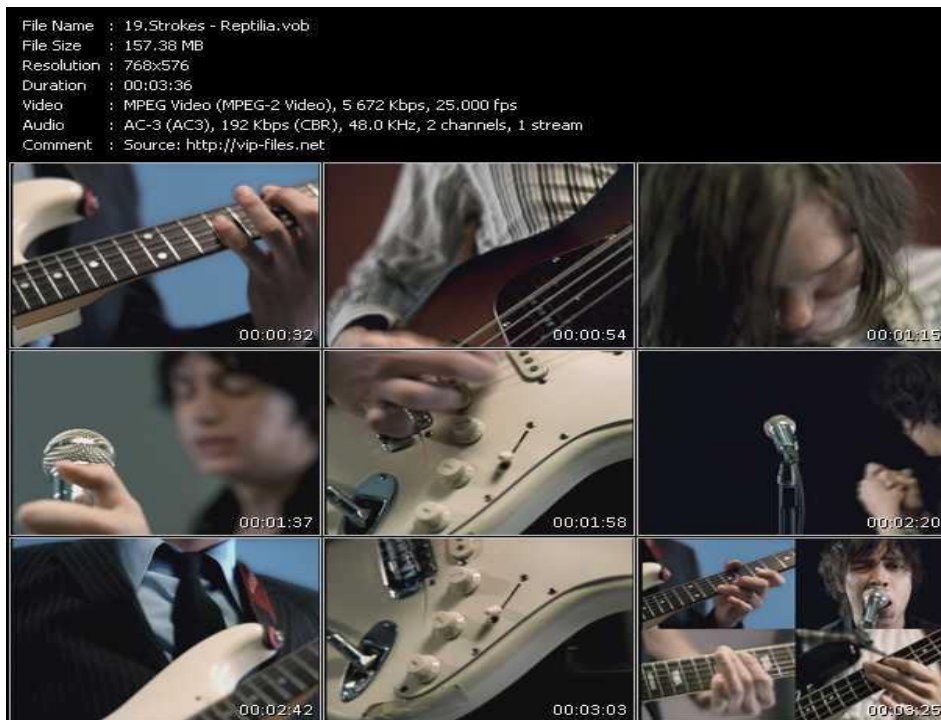 File Name : 19.Strokes - Reptilia.vob
File Size : 157.38 MB
Resolution : 768x576
Duration : 00:03:36
Video : MPEG Video (MPEG-2 Video), 5 672 Kbps, 25.000 fps
Audio : AC-3 (AC3), 192 Kbps (CBR), 48.0 KHz, 2 channels, 1 stream
Comment : Source: http://vip-files.net
00:00:32 00:00:54 00:01:15
00:01:37 00:01:58 00:02:20
00:02:42 00:03:03 00:03:25